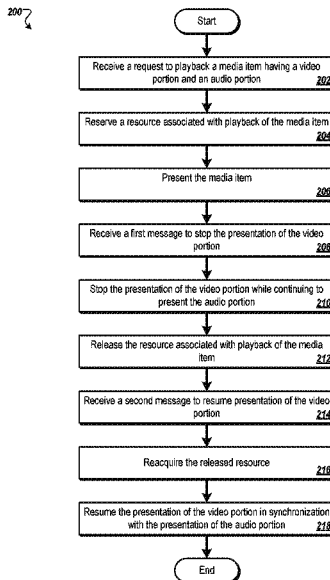 200
Start
Receive a request to playback a media item having a video
portion and an audio portion
202
Reserve a resource associated with playback of the media item
204
Present the media item
206
Receive a first message to stop the presentation of the video
portion
208
Stop the presentation of the video portion while continuing to
present the audio portion
210
Release the resource associated with playback of the media
item
212
Receive a second message to resume presentation of the video
portion
214
Reacquire the released resource
216
Resume the presentation of the video portion in synchronization
with the presentation of the audio portion
218
End